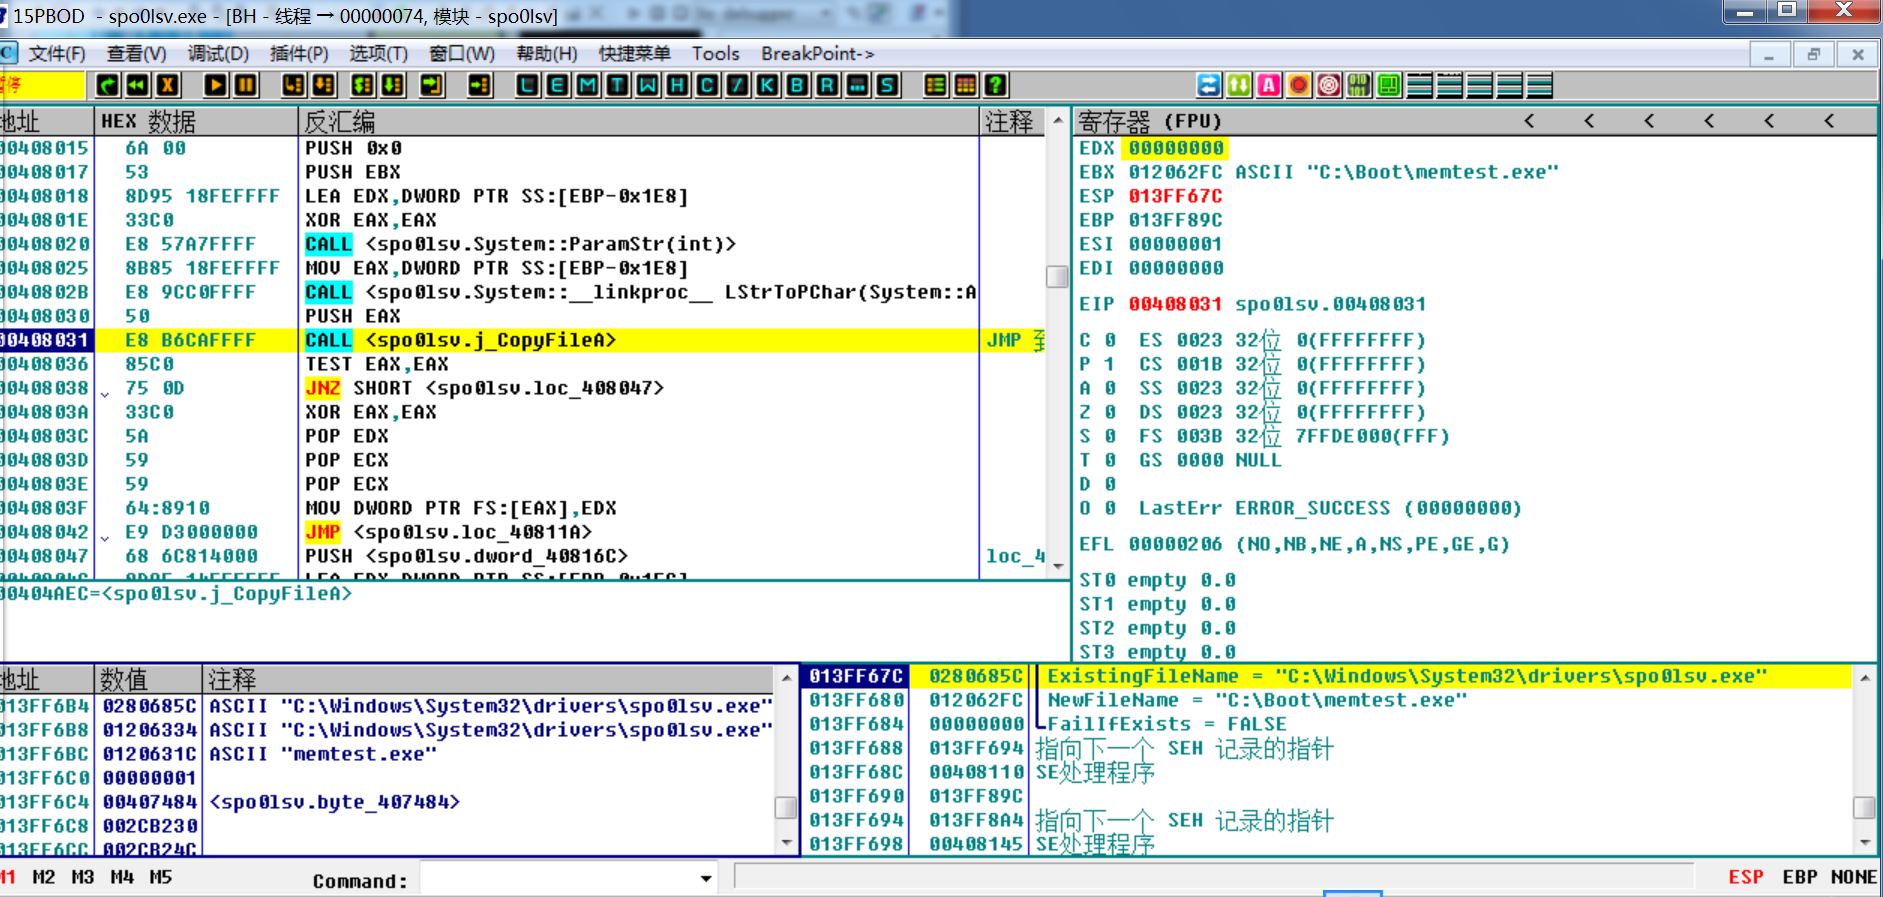 15PBOD - spo0lsv.exe - [BH - 线程 → 00000074, 模块 - spo0lsv]
C 文件(F) 查看(V) 调试(D) 插件(P) 选项(T) 窗口(W) 帮助(H) 快捷菜单 Tools BreakPoint->
L E M T W H C / K B R ... S ? A
地址 HEX 数据 反汇编 注释
00408015 6A 00 PUSH 0x0
00408017 53 PUSH EBX
00408018 8D95 18FEFFFF LEA EDX,DWORD PTR SS:[EBP-0x1E8]
0040801E 33C0 XOR EAX,EAX
00408020 E8 57A7FFFF CALL <spo0lsv.System::ParamStr(int)>
00408025 8B85 18FEFFFF MOV EAX,DWORD PTR SS:[EBP-0x1E8]
0040802B E8 9CC0FFFF CALL <spo0lsv.System::__linkproc__ LStrToPChar(System::A
00408030 50 PUSH EAX
00408031 E8 B6CAFFFF CALL <spo0lsv.j_CopyFileA> JMP 到
00408036 85C0 TEST EAX,EAX
00408038 75 0D JNZ SHORT <spo0lsv.loc_408047>
0040803A 33C0 XOR EAX,EAX
0040803C 5A POP EDX
0040803D 59 POP ECX
0040803E 59 POP ECX
0040803F 64:8910 MOV DWORD PTR FS:[EAX],EDX
00408042 E9 D3000000 JMP <spo0lsv.loc_40811A>
00408047 68 6C814000 PUSH <spo0lsv.dword_40816C> loc_4
0040804C 8D95 14FEFFFF LEA EDX,DWORD PTR SS:[EBP-0x1EC]
00404AEC=<spo0lsv.j_CopyFileA>
寄存器 (FPU) < < < < < <
EDX 00000000
EBX 012062FC ASCII "C:\Boot\memtest.exe"
ESP 013FF67C
EBP 013FF89C
ESI 00000001
EDI 00000000
EIP 00408031 spo0lsv.00408031
C 0 ES 0023 32位 0(FFFFFFFF)
P 1 CS 001B 32位 0(FFFFFFFF)
A 0 SS 0023 32位 0(FFFFFFFF)
Z 0 DS 0023 32位 0(FFFFFFFF)
S 0 FS 003B 32位 7FFDE000(FFF)
T 0 GS 0000 NULL
D 0
O 0 LastErr ERROR_SUCCESS (00000000)
EFL 00000206 (NO,NB,NE,A,NS,PE,GE,G)
ST0 empty 0.0
ST1 empty 0.0
ST2 empty 0.0
ST3 empty 0.0
地址 数值 注释
013FF6B4 0280685C ASCII "C:\Windows\System32\drivers\spo0lsv.exe"
013FF6B8 01206334 ASCII "C:\Windows\System32\drivers\spo0lsv.exe"
013FF6BC 0120631C ASCII "memtest.exe"
013FF6C0 00000001
013FF6C4 00407484 <spo0lsv.byte_407484>
013FF6C8 002CB230
013FF6CC 002CB24C
013FF67C 0280685C ExistingFileName = "C:\Windows\System32\drivers\spo0lsv.exe"
013FF680 012062FC NewFileName = "C:\Boot\memtest.exe"
013FF684 00000000 FailIfExists = FALSE
013FF688 013FF694 指向下一个 SEH 记录的指针
013FF68C 00408110 SE处理程序
013FF690 013FF89C
013FF694 013FF8A4 指向下一个 SEH 记录的指针
013FF698 00408145 SE处理程序
M1 M2 M3 M4 M5 Command: ESP EBP NONE